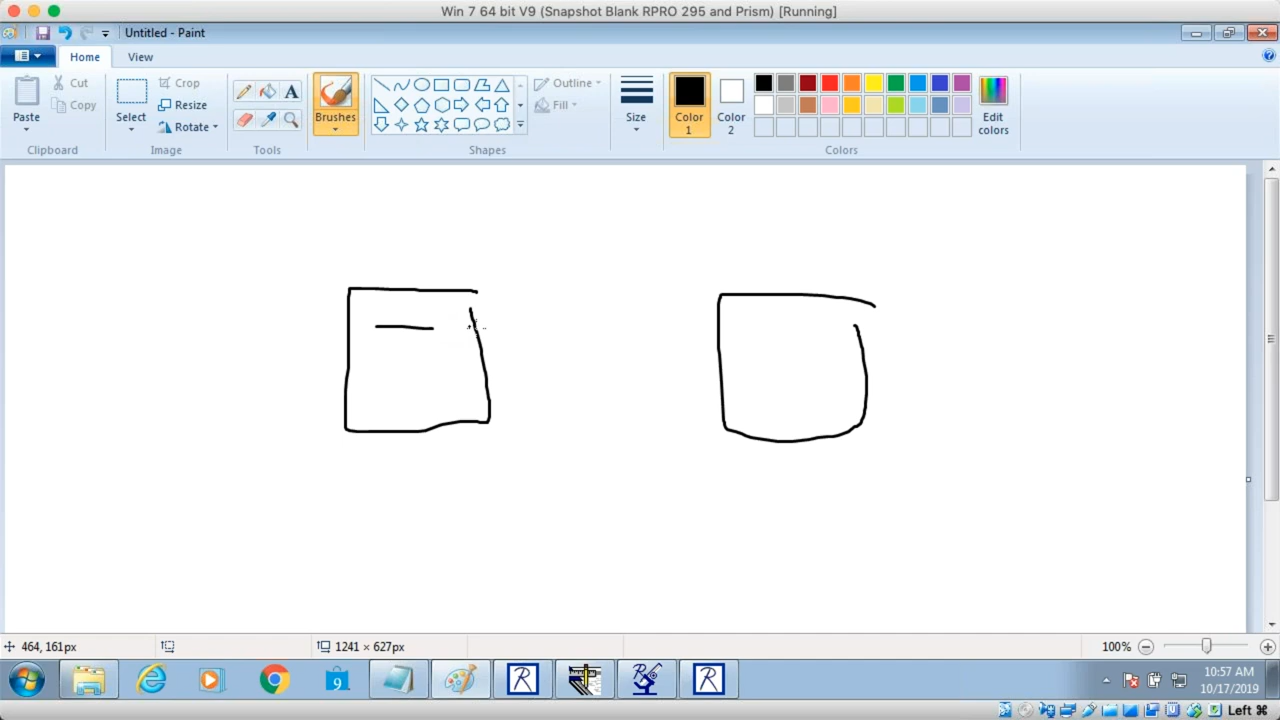 Win 7 64 bit V9 (Snapshot Blank RPRO 295 and Prism) [Running]
Untitled - Paint
Home View
Paste
Cut
Copy
Clipboard
Select
Crop
Resize
Rotate
Image
A
Tools
Brushes
Outline
Fill
Shapes
Size
Color
1
Color
2
Edit
colors
Colors
464, 161px
1241 × 627px
100%
9
R
R
10:57 AM
10/17/2019
Left ⌘